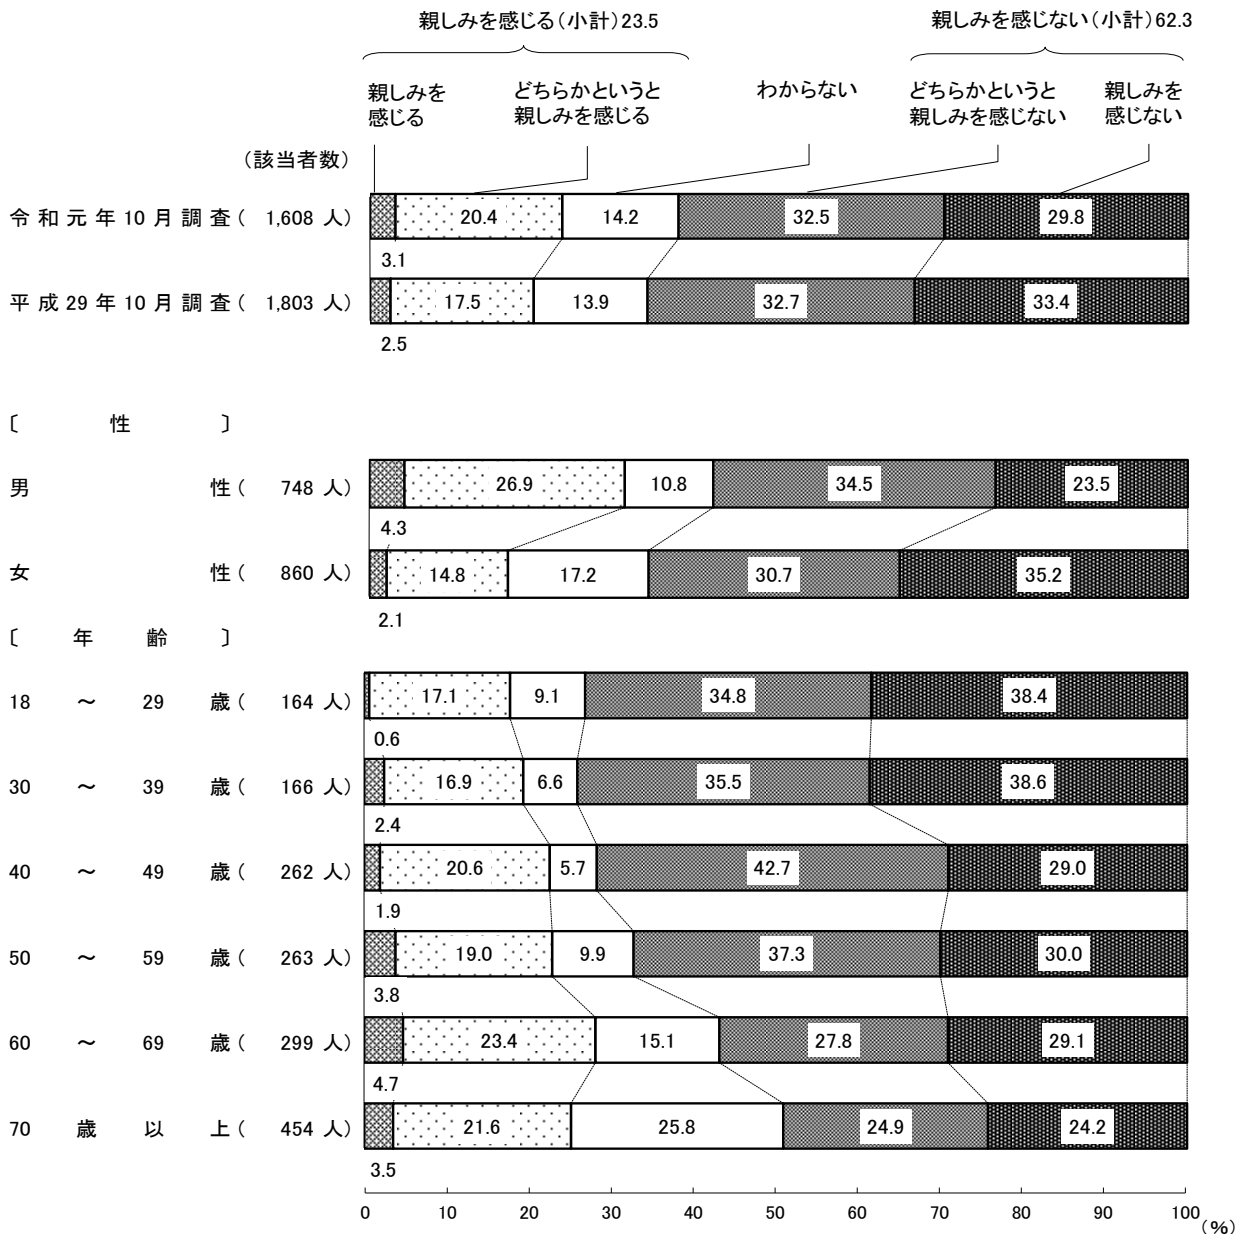 親しみを感じる(小計)23.5 親しみを感じない(小計)62.3
親しみを どちらかというと わからない どちらかというと 親しみを
感じる 親しみを感じる 親しみを感じない 感じない
(該当者数)
令和元年10月調査( 1,608 人) 20.4 14.2 32.5 29.8
3.1
平成29年10月調査( 1,803 人) 17.5 13.9 32.7 33.4
2.5
〔 性 〕
男 性( 748 人) 26.9 10.8 34.5 23.5
4.3
女 性( 860 人) 14.8 17.2 30.7 35.2
2.1
〔 年 齢 〕
18 ~ 29 歳( 164 人) 17.1 9.1 34.8 38.4
0.6
30 ~ 39 歳( 166 人) 16.9 6.6 35.5 38.6
2.4
40 ~ 49 歳( 262 人) 20.6 5.7 42.7 29.0
1.9
50 ~ 59 歳( 263 人) 19.0 9.9 37.3 30.0
3.8
60 ~ 69 歳( 299 人) 23.4 15.1 27.8 29.1
4.7
70 歳 以 上( 454 人) 21.6 25.8 24.9 24.2
3.5
0 10 20 30 40 50 60 70 80 90 100
(%)